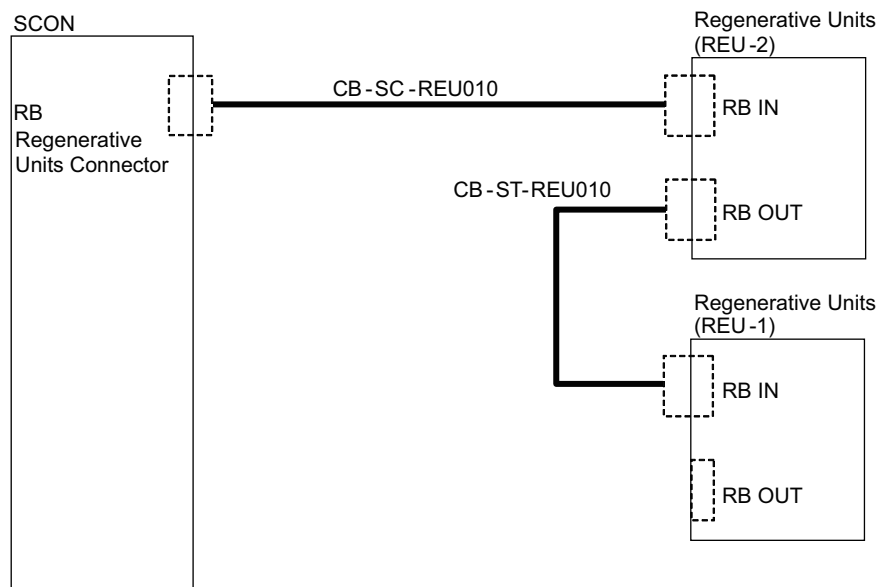 SCON
RB
Regenerative
Units Connector
CB-SC-REU010
Regenerative Units
(REU-2)
RB IN
CB-ST-REU010
RB OUT
Regenerative Units
(REU-1)
RB IN
RB OUT